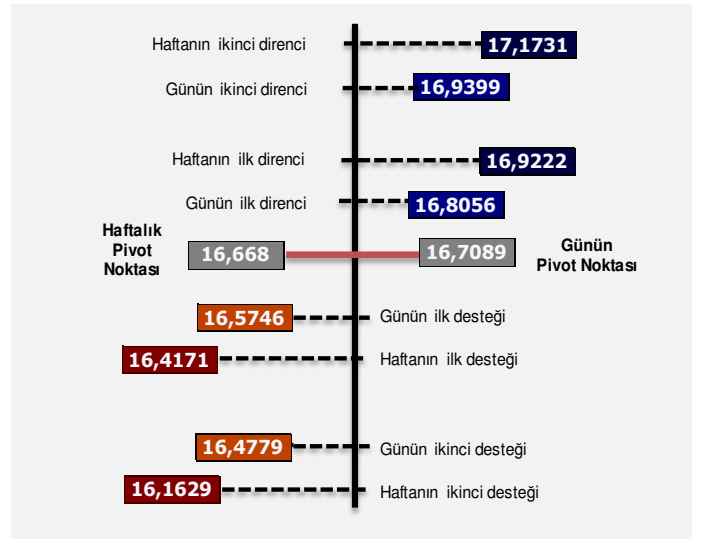 Haftanın ikinci direnci 17,1731
Günün ikinci direnci 16,9399
Haftanın ilk direnci 16,9222
Günün ilk direnci 16,8056
Haftalık
Pivot
Noktası
16,668
16,7089
Günün
Pivot Noktası
16,5746 Günün ilk desteği
16,4171 Haftanın ilk desteği
16,4779 Günün ikinci desteği
16,1629 Haftanın ikinci desteği